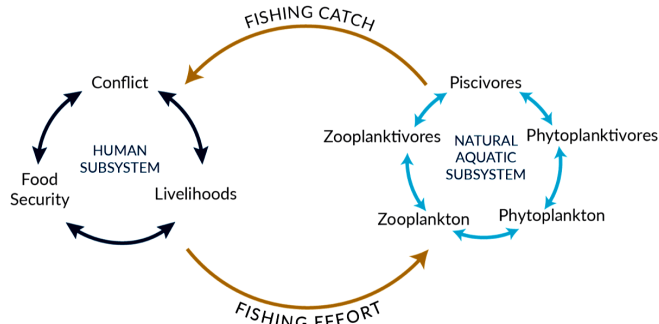 FISHING CATCH
Conflict
HUMAN
SUBSYSTEM
Food
Security
Livelihoods
Piscivores
Zooplanktivores
Phytoplanktivores
NATURAL
AQUATIC
SUBSYSTEM
Zooplankton
Phytoplankton
FISHING EFFORT